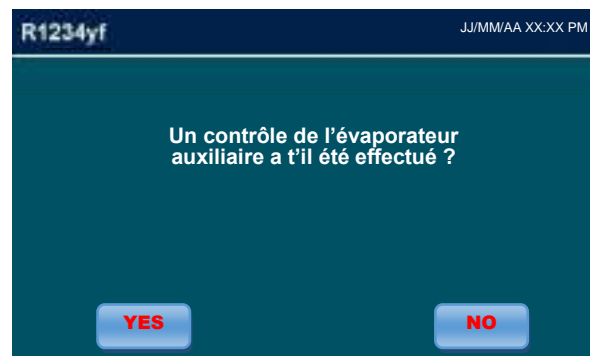 R1234yf
JJ/MM/AA XX:XX PM
Un contrôle de l’évaporateur
auxiliaire a t’il été effectué ?
YES
NO